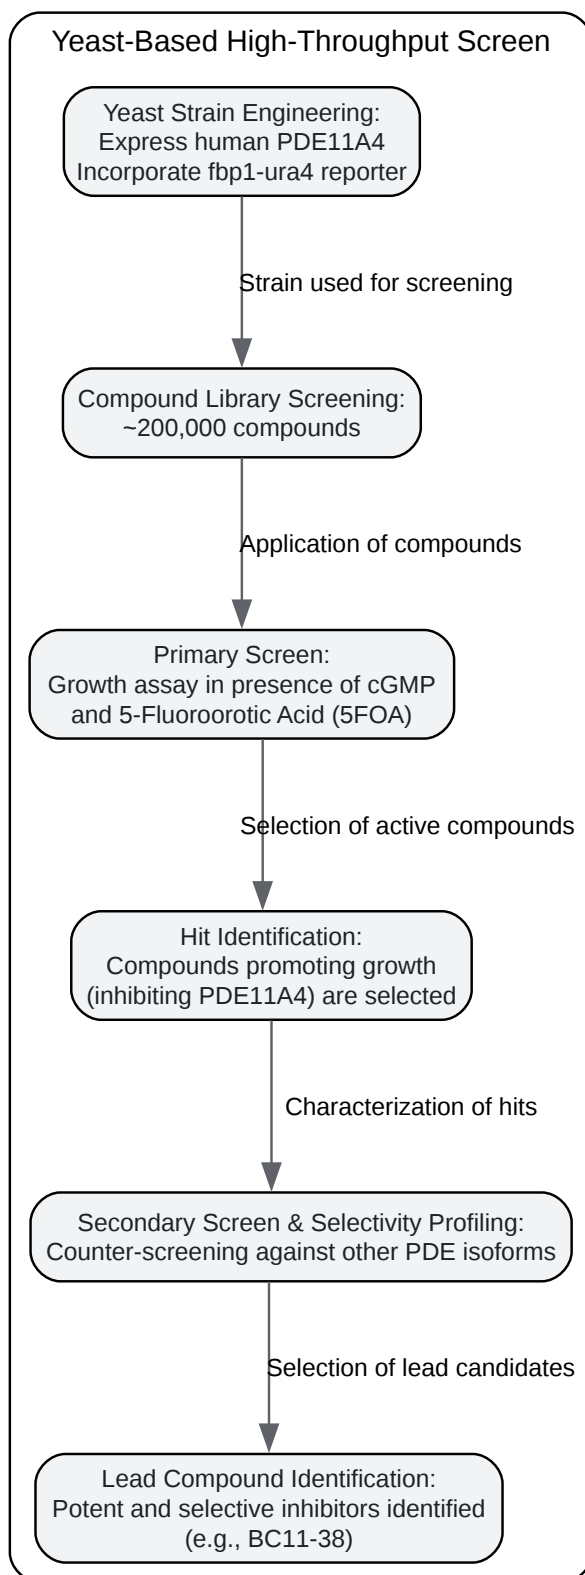 Yeast-Based High-Throughput Screen
Yeast Strain Engineering:
Express human PDE11A4
Incorporate fbp1-ura4 reporter
Strain used for screening
Compound Library Screening:
~200,000 compounds
Application of compounds
Primary Screen:
Growth assay in presence of cGMP
and 5-Fluoroorotic Acid (5FOA)
Selection of active compounds
Hit Identification:
Compounds promoting growth
(inhibiting PDE11A4) are selected
Characterization of hits
Secondary Screen & Selectivity Profiling:
Counter-screening against other PDE isoforms
Selection of lead candidates
Lead Compound Identification:
Potent and selective inhibitors identified
(e.g., BC11-38)